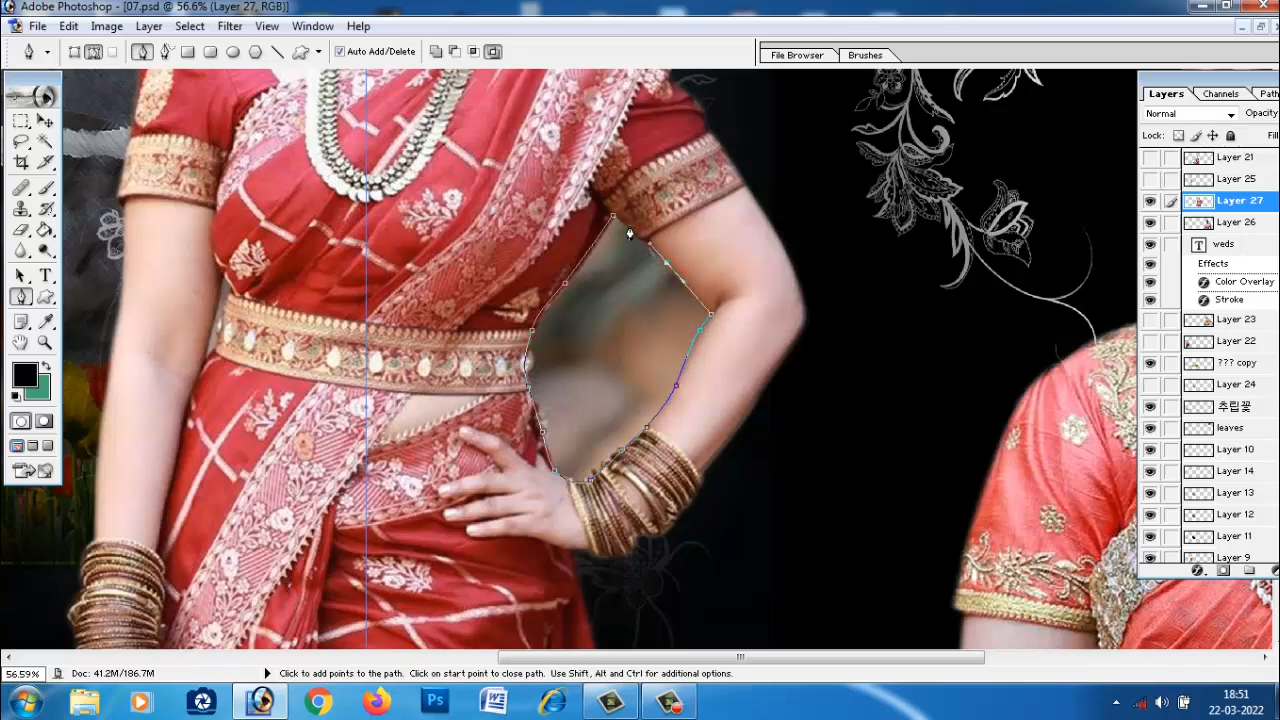 Adobe Photoshop - [07.psd @ 56.6% (Layer 27, RGB)]
File Edit Image Layer Select Filter View Window Help
Auto Add/Delete
File Browser Brushes
Layers Channels Path
Normal Opacity
Lock: Fill
Layer 21
Layer 25
Layer 27
Layer 26
T weds
Effects
Color Overlay
Stroke
Layer 23
Layer 22
??? copy
Layer 24
추립꽃
leaves
Layer 10
Layer 14
Layer 13
Layer 12
Layer 11
Layer 9
56.59% Doc: 41.2M/186.7M Click to add points to the path. Click on start point to close path. Use Shift, Alt and Ctrl for additional options.
Ps W
18:51
22-03-2022